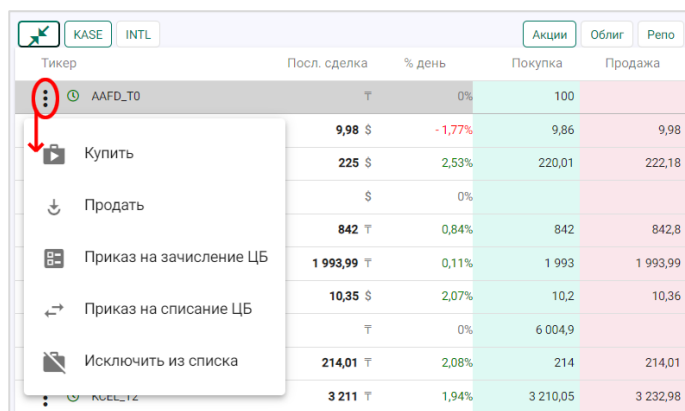 KASE INTL Акции Облиг Репо
Тикер Посл. сделка % день Покупка Продажа
AAFD_T0 ₸ 0% 100
9,98 $ - 1,77% 9,86 9,98
Купить
225 $ 2,53% 220,01 222,18
$ 0%
Продать
842 ₸ 0,84% 842 842,8
Приказ на зачисление ЦБ
1 993,99 ₸ 0,11% 1 993 1 993,99
10,35 $ 2,07% 10,2 10,36
Приказ на списание ЦБ
₸ 0% 6 004,9
Исключить из списка
214,01 ₸ 2,08% 214 214,01
KCEL_T2 3 211 ₸ 1,94% 3 210,05 3 232,98